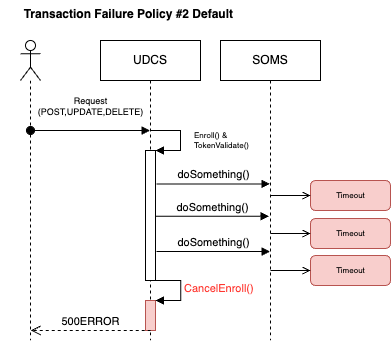 Transaction Failure Policy #2 Default
UDCS
SOMS
Request
(POST,UPDATE,DELETE)
Enroll() &
TokenValidate()
doSomething()
Timeout
doSomething()
Timeout
doSomething()
Timeout
CancelEnroll()
500ERROR